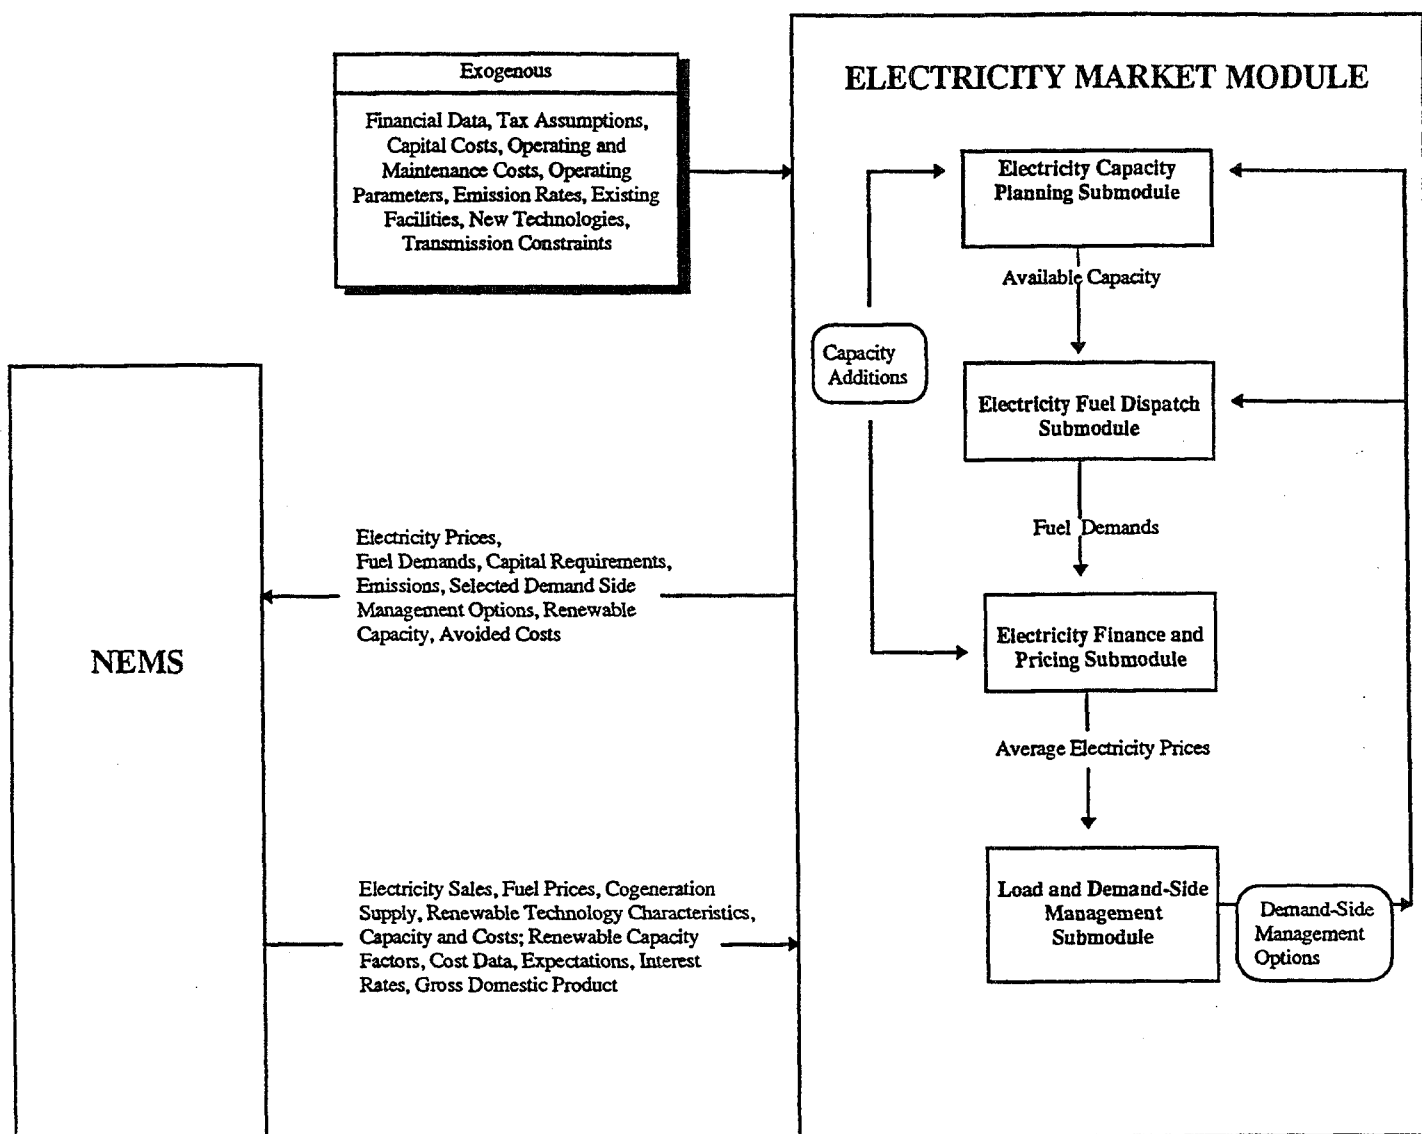 Exogenous
Financial Data, Tax Assumptions,
Capital Costs, Operating and
Maintenance Costs, Operating
Parameters, Emission Rates, Existing
Facilities, New Technologies,
Transmission Constraints
ELECTRICITY MARKET MODULE
Electricity Capacity
Planning Submodule
Available Capacity
Capacity
Additions
Electricity Fuel Dispatch
Submodule
Fuel Demands
Electricity Prices,
Fuel Demands, Capital Requirements,
Emissions, Selected Demand Side
Management Options, Renewable
Capacity, Avoided Costs
NEMS
Electricity Finance and
Pricing Submodule
Average Electricity Prices
Electricity Sales, Fuel Prices, Cogeneration
Supply, Renewable Technology Characteristics,
Capacity and Costs; Renewable Capacity
Factors, Cost Data, Expectations, Interest
Rates, Gross Domestic Product
Load and Demand-Side
Management
Submodule
Demand-Side
Management
Options